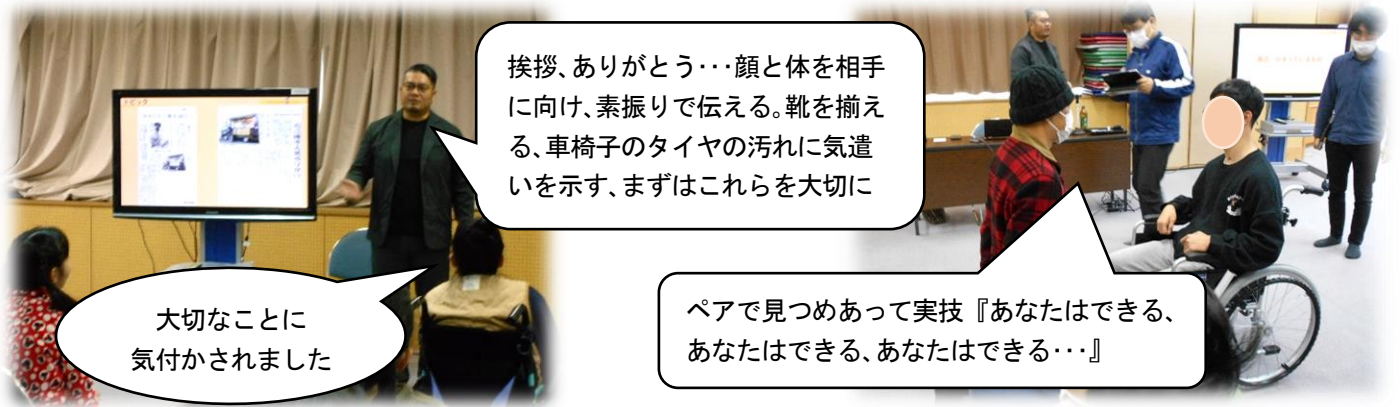 挨拶、ありがとう･･･顔と体を相手
に向け、素振りで伝える。靴を揃え
る、車椅子のタイヤの汚れに気遣
いを示す、まずはこれらを大切に
大切なことに
気付かされました
ペアで見つめあって実技『あなたはできる、
あなたはできる、あなたはできる･･･』
トピック